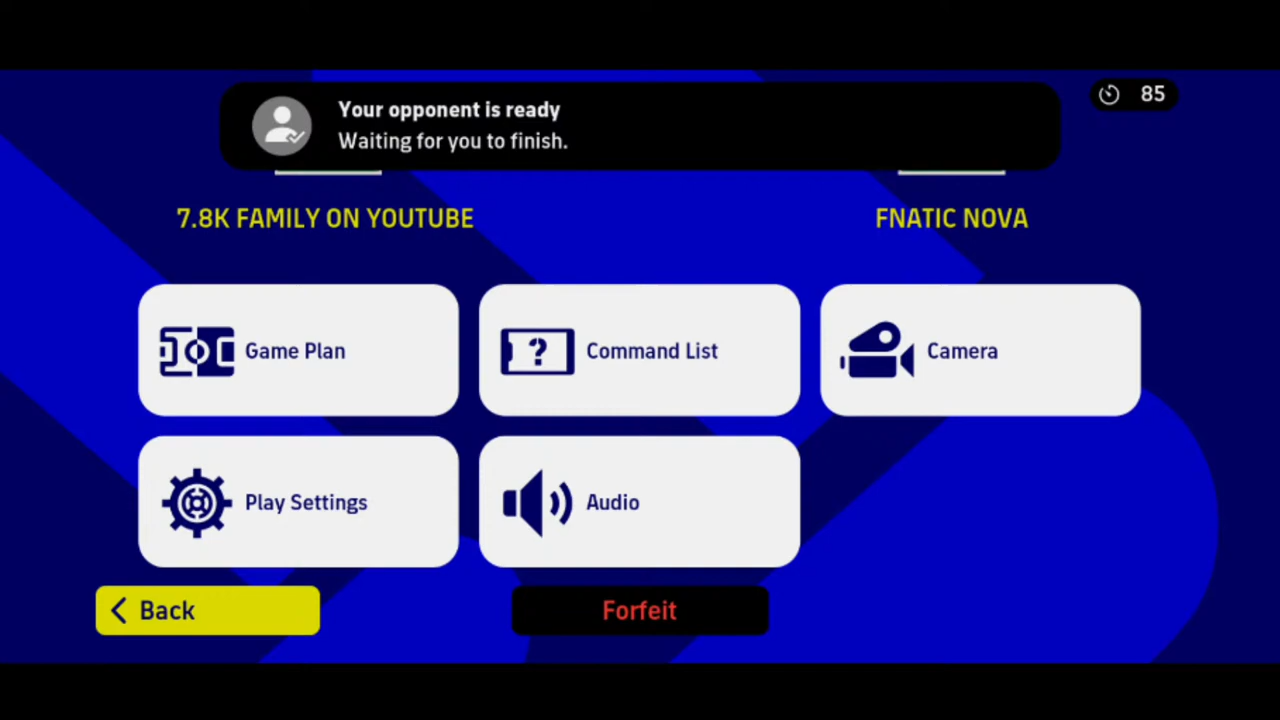 Your opponent is ready
Waiting for you to finish.
85
7.8K FAMILY ON YOUTUBE
FNATIC NOVA
Game Plan
? Command List
Camera
Play Settings
Audio
Back
Forfeit